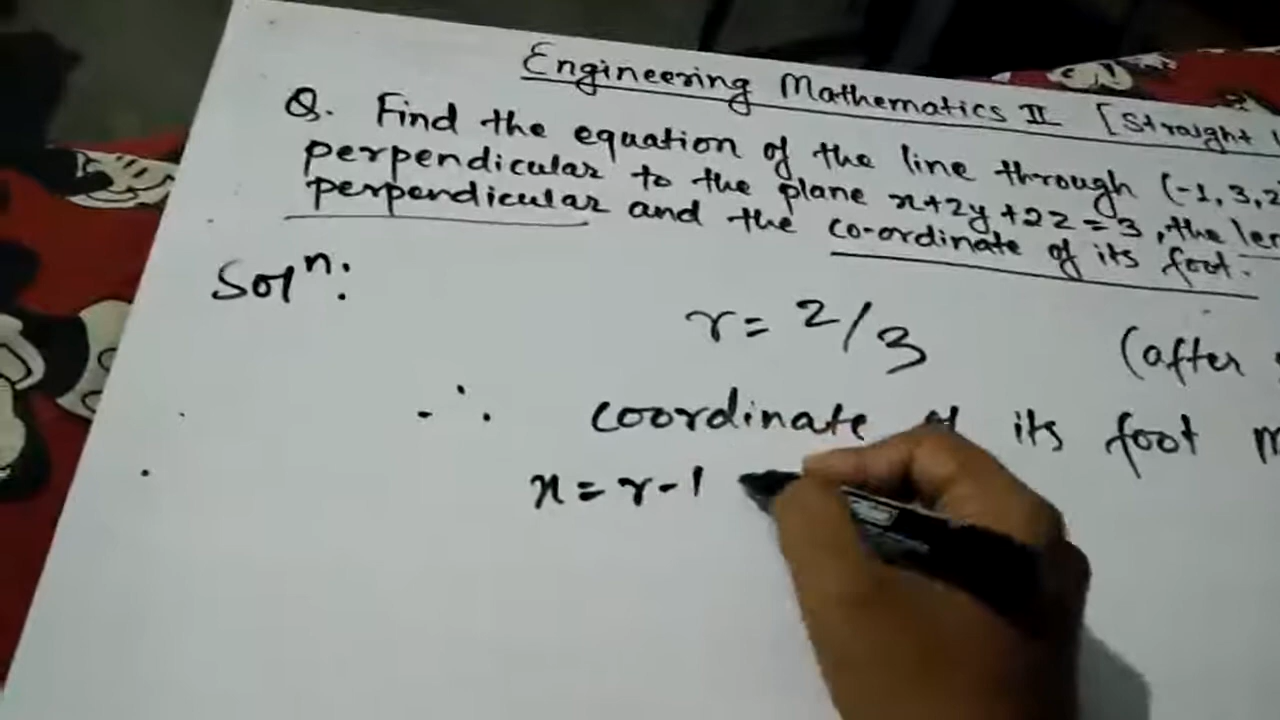 Engineering Mathematics II [Straight
Q. Find the equation of the line through (-1, 3, 2
perpendicular to the plane x+2y+2z=3, the len
perpendicular and the co-ordinate of its foot.
Solⁿ:
r = 2/3 (after
∴ coordinate of its foot
x = r-1